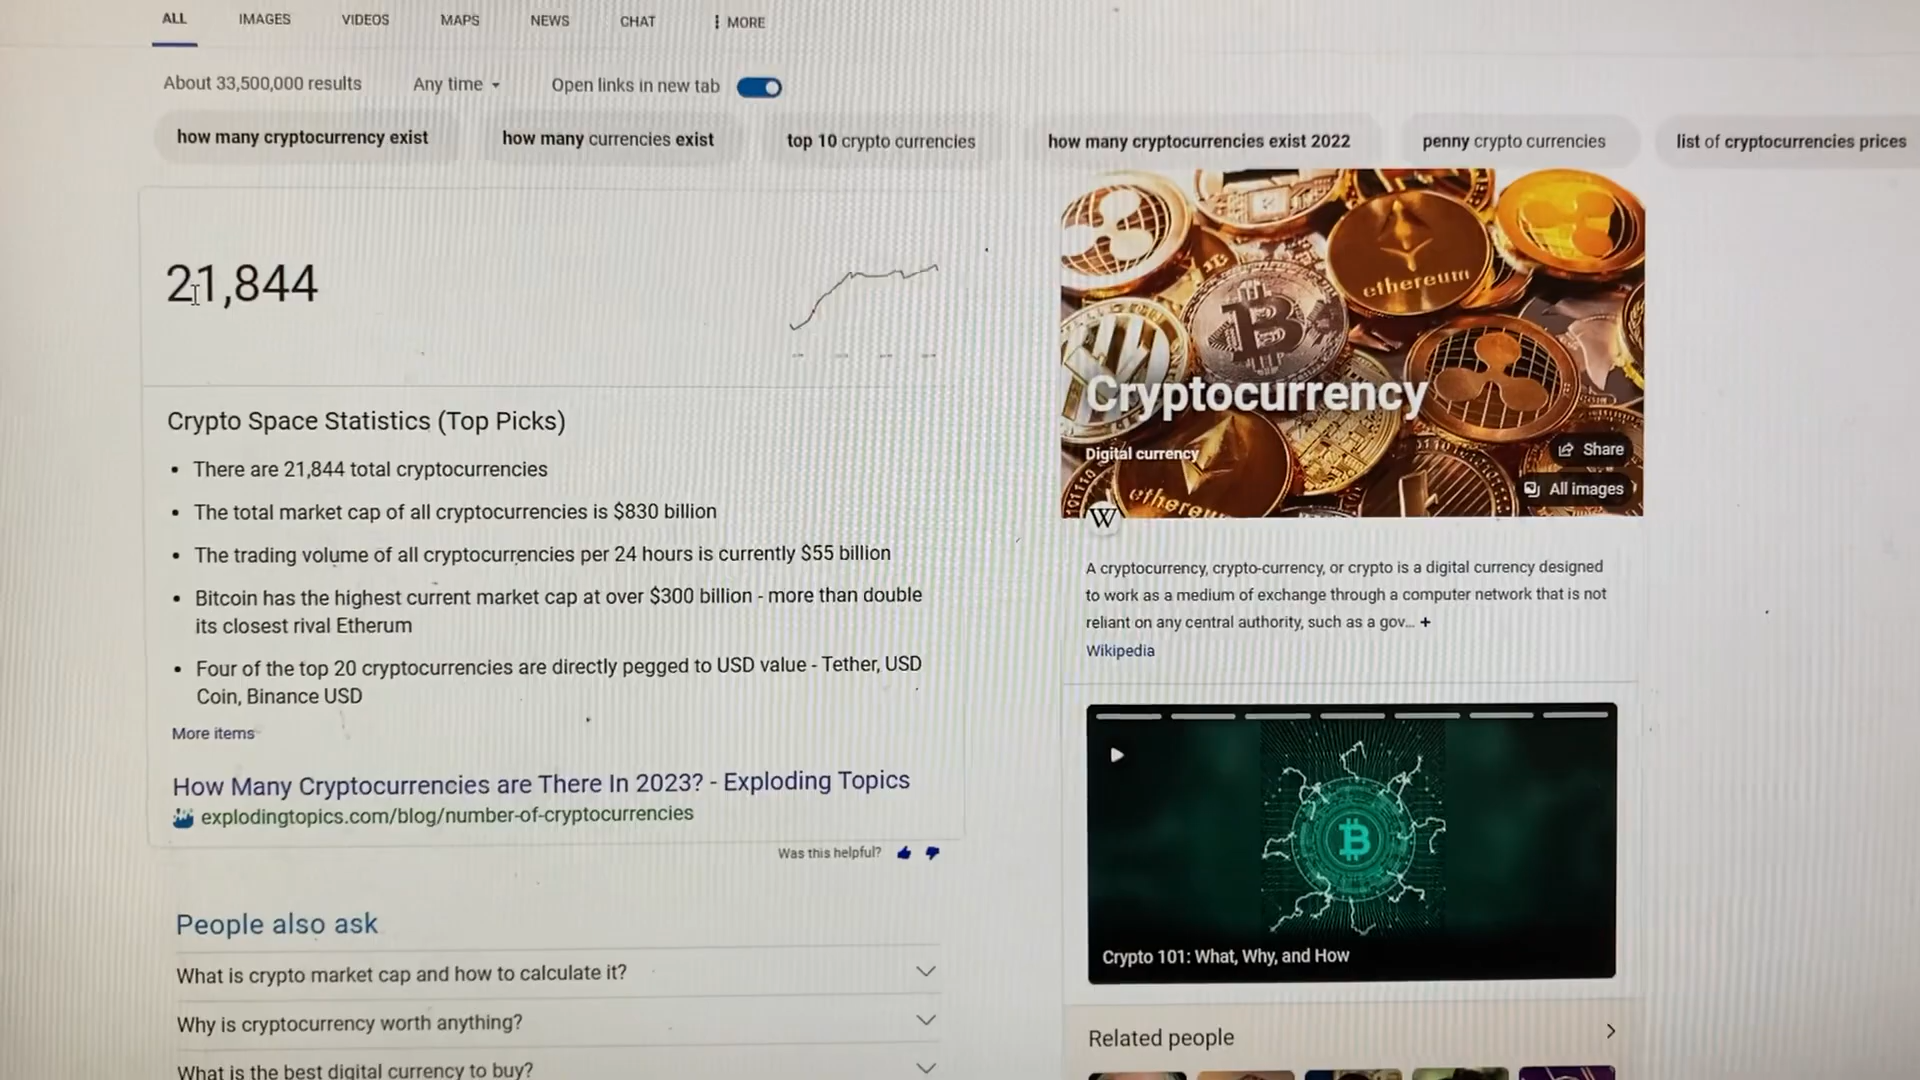 ALL IMAGES VIDEOS MAPS NEWS CHAT MORE
About 33,500,000 results Any time Open links in new tab
how many cryptocurrency exist how many currencies exist top 10 crypto currencies how many cryptocurrencies exist 2022 penny crypto currencies list of cryptocurrencies prices
21,844
Crypto Space Statistics (Top Picks)
• There are 21,844 total cryptocurrencies
• The total market cap of all cryptocurrencies is $830 billion
• The trading volume of all cryptocurrencies per 24 hours is currently $55 billion
• Bitcoin has the highest current market cap at over $300 billion - more than double
its closest rival Etherum
• Four of the top 20 cryptocurrencies are directly pegged to USD value - Tether, USD
Coin, Binance USD
More items
How Many Cryptocurrencies are There In 2023? - Exploding Topics
explodingtopics.com/blog/number-of-cryptocurrencies
Was this helpful?
People also ask
What is crypto market cap and how to calculate it?
Why is cryptocurrency worth anything?
What is the best digital currency to buy?
ethereum
Cryptocurrency
Digital currency
Share
All images
W
A cryptocurrency, crypto-currency, or crypto is a digital currency designed
to work as a medium of exchange through a computer network that is not
reliant on any central authority, such as a gov... +
Wikipedia
Crypto 101: What, Why, and How
Related people